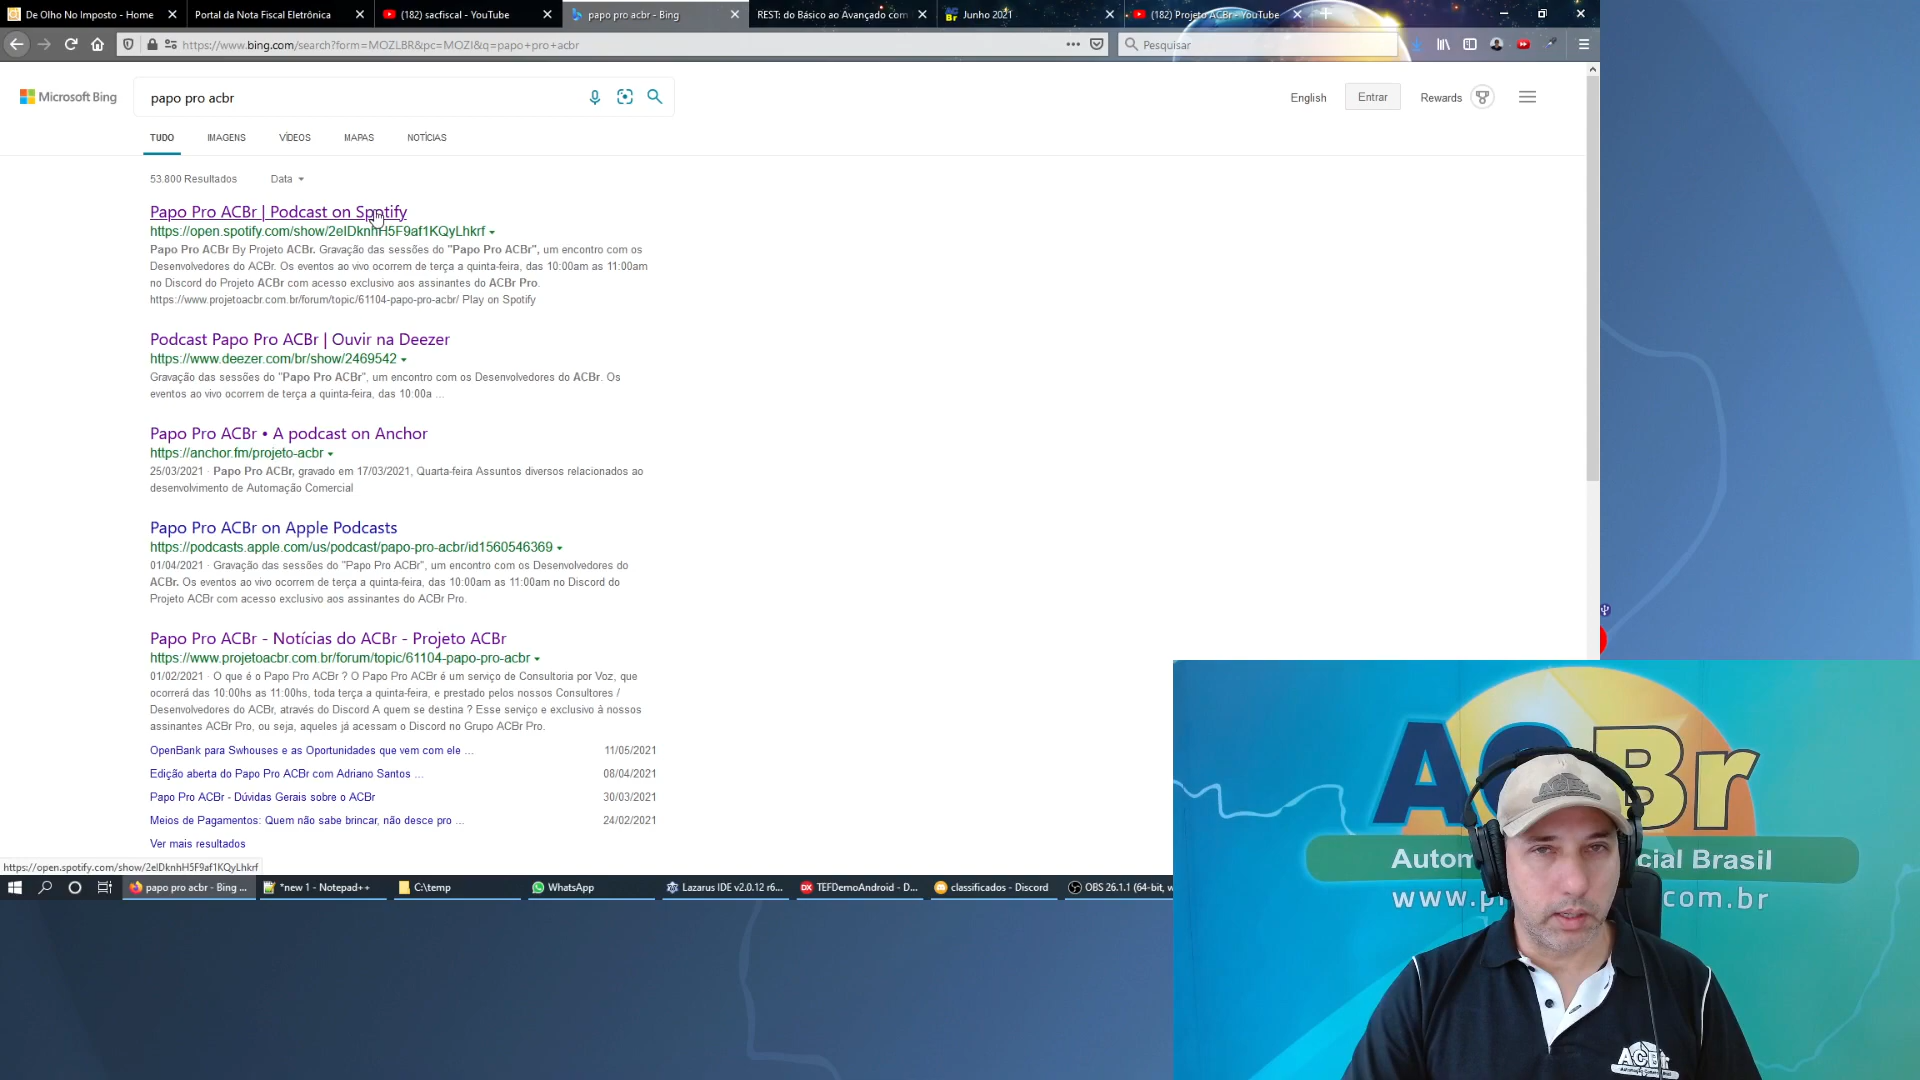 De Olho No Imposto - Home
Portal da Nota Fiscal Eletrônica
(182) sacfiscal - YouTube
papo pro acbr - Bing
REST: do Básico ao Avançado com
Junho 2021
(182) Projeto ACBr - YouTube
https://www.bing.com/search?form=MOZLBR&pc=MOZI&q=papo+pro+acbr
Pesquisar
Microsoft Bing
papo pro acbr
English
Entrar
Rewards
TUDO
IMAGENS
VÍDEOS
MAPAS
NOTÍCIAS
53.800 Resultados
Data
Papo Pro ACBr | Podcast on Spotify
https://open.spotify.com/show/2elDknhH5F9af1KQyLhkrf
Papo Pro ACBr By Projeto ACBr. Gravação das sessões do "Papo Pro ACBr", um encontro com os
Desenvolvedores do ACBr. Os eventos ao vivo ocorrem de terça a quinta-feira, das 10:00am as 11:00am
no Discord do Projeto ACBr com acesso exclusivo aos assinantes do ACBr Pro.
https://www.projetoacbr.com.br/forum/topic/61104-papo-pro-acbr/ Play on Spotify
Podcast Papo Pro ACBr | Ouvir na Deezer
https://www.deezer.com/br/show/2469542
Gravação das sessões do "Papo Pro ACBr", um encontro com os Desenvolvedores do ACBr. Os
eventos ao vivo ocorrem de terça a quinta-feira, das 10:00a ...
Papo Pro ACBr • A podcast on Anchor
https://anchor.fm/projeto-acbr
25/03/2021 · Papo Pro ACBr, gravado em 17/03/2021, Quarta-feira Assuntos diversos relacionados ao
desenvolvimento de Automação Comercial
Papo Pro ACBr on Apple Podcasts
https://podcasts.apple.com/us/podcast/papo-pro-acbr/id1560546369
01/04/2021 · Gravação das sessões do "Papo Pro ACBr", um encontro com os Desenvolvedores do
ACBr. Os eventos ao vivo ocorrem de terça a quinta-feira, das 10:00am as 11:00am no Discord do
Projeto ACBr com acesso exclusivo aos assinantes do ACBr Pro.
Papo Pro ACBr - Notícias do ACBr - Projeto ACBr
https://www.projetoacbr.com.br/forum/topic/61104-papo-pro-acbr
01/02/2021 · O que é o Papo Pro ACBr ? O Papo Pro ACBr é um serviço de Consultoria por Voz, que
ocorrerá das 10:00hs as 11:00hs, toda terça a quinta-feira, e prestado pelos nossos Consultores /
Desenvolvedores do ACBr, através do Discord A quem se destina ? Esse serviço e exclusivo à nossos
assinantes ACBr Pro, ou seja, aqueles já acessam o Discord no Grupo ACBr Pro.
OpenBank para Swhouses e as Oportunidades que vem com ele ... 11/05/2021
Edição aberta do Papo Pro ACBr com Adriano Santos ... 08/04/2021
Papo Pro ACBr - Dúvidas Gerais sobre o ACBr 30/03/2021
Meios de Pagamentos: Quem não sabe brincar, não desce pro ... 24/02/2021
Ver mais resultados
https://open.spotify.com/show/2elDknhH5F9af1KQyLhkrf
papo pro acbr - Bing ...
*new 1 - Notepad++
C:\temp
WhatsApp
Lazarus IDE v2.0.12 r6...
TEFDemoAndroid - D...
classificados - Discord
OBS 26.1.1 (64-bit, w
ACBr
Autom cial Brasil
www.p com.br
ACBr